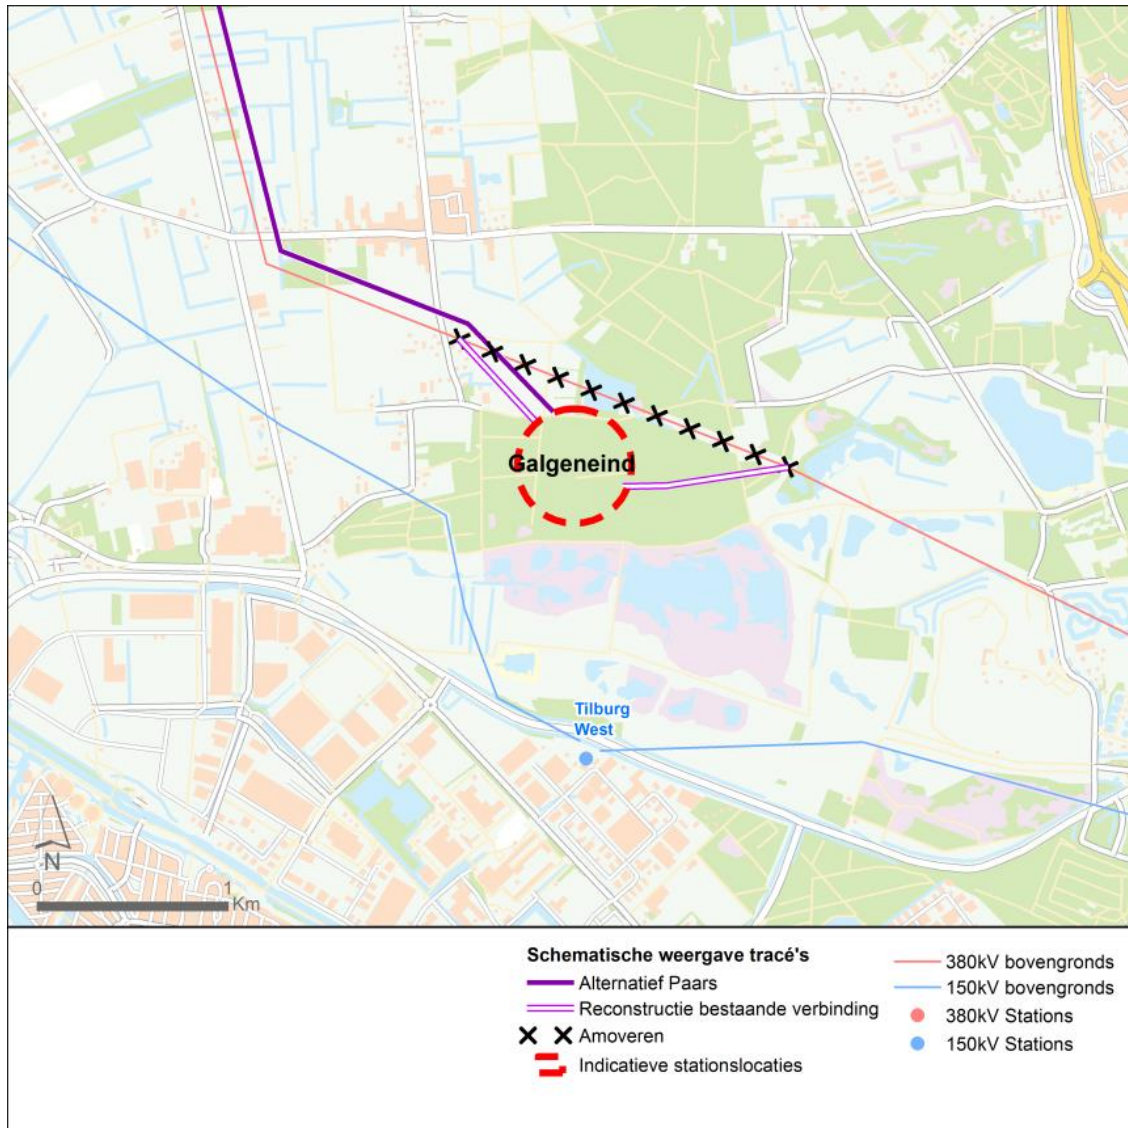 Galgeneind
Tilburg
West
N
0 1
Km
Schematische weergave tracé's
Alternatief Paars
Reconstructie bestaande verbinding
Amoveren
Indicatieve stationslocaties
380kV bovengronds
150kV bovengronds
380kV Stations
150kV Stations